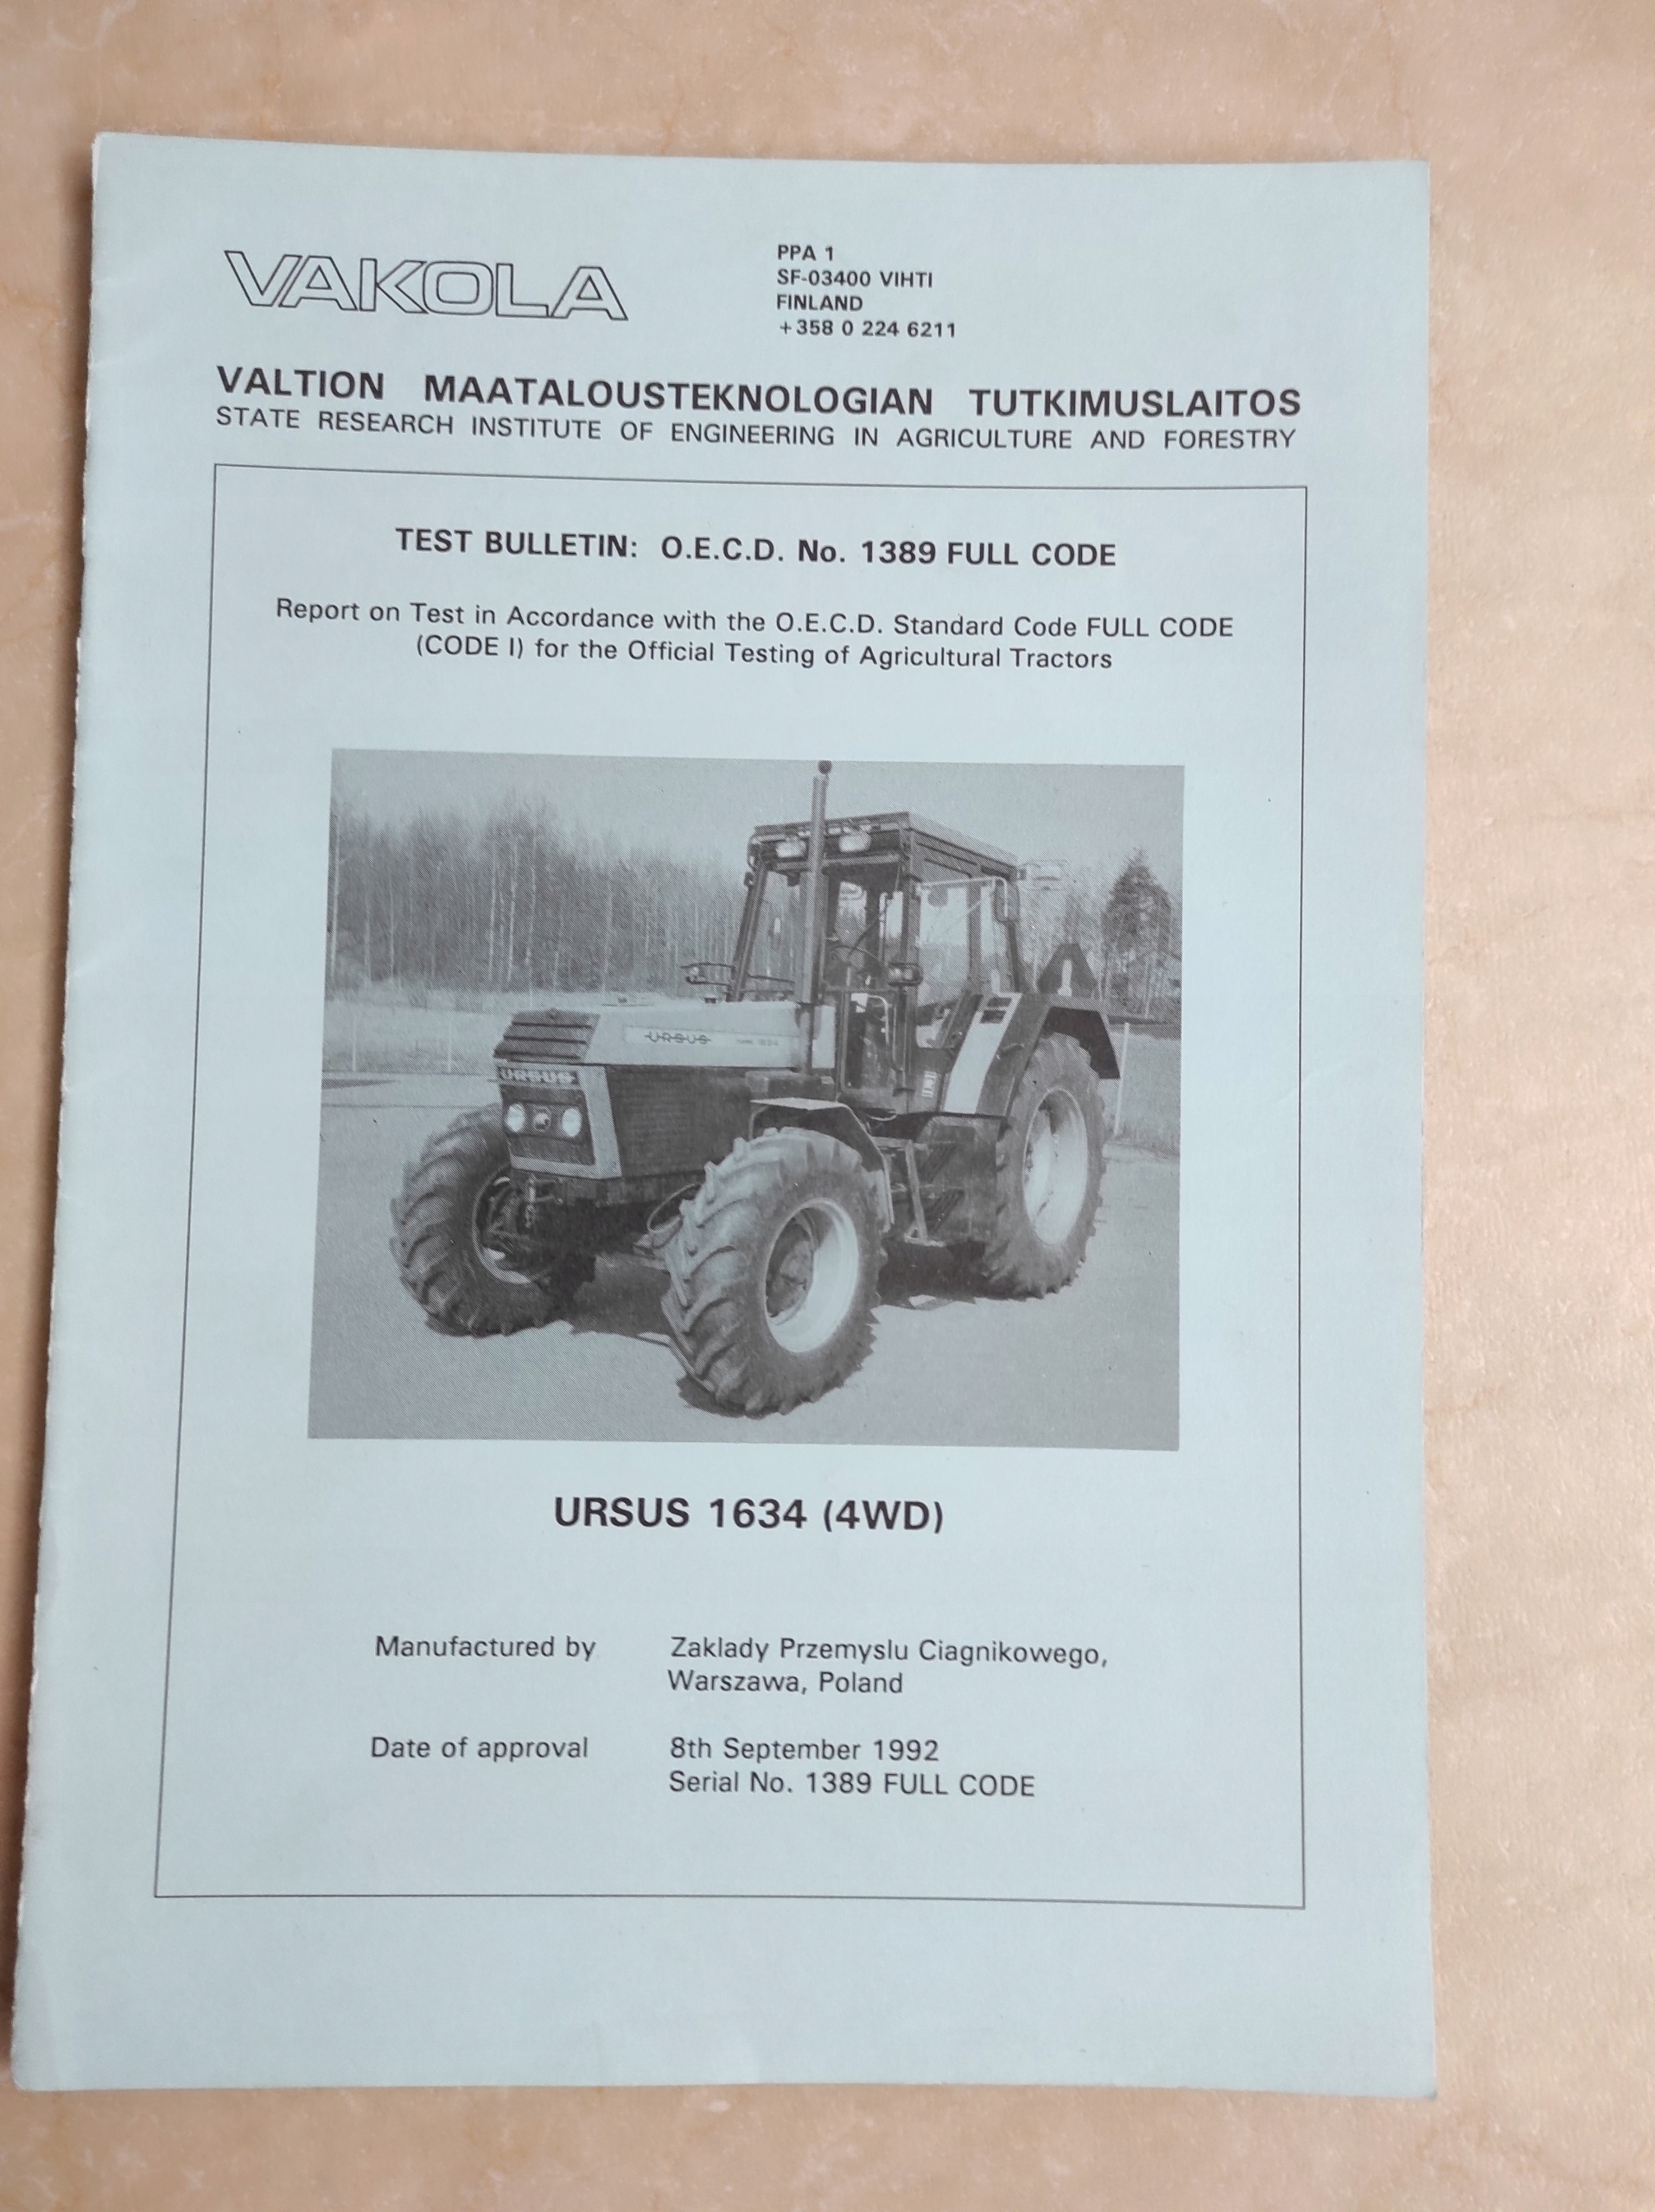 VAKOLA
PPA 1
SF-03400 VIHTI
FINLAND
+358 0 224 6211
VALTION MAATALOUSTEKNOLOGIAN TUTKIMUSLAITOS
STATE RESEARCH INSTITUTE OF ENGINEERING IN AGRICULTURE AND FORESTRY
TEST BULLETIN: O.E.C.D. No. 1389 FULL CODE
Report on Test in Accordance with the O.E.C.D. Standard Code FULL CODE
(CODE I) for the Official Testing of Agricultural Tractors
URSUS
URSUS
URSUS 1634 (4WD)
Manufactured by Zaklady Przemyslu Ciagnikowego,
Warszawa, Poland
Date of approval 8th September 1992
Serial No. 1389 FULL CODE